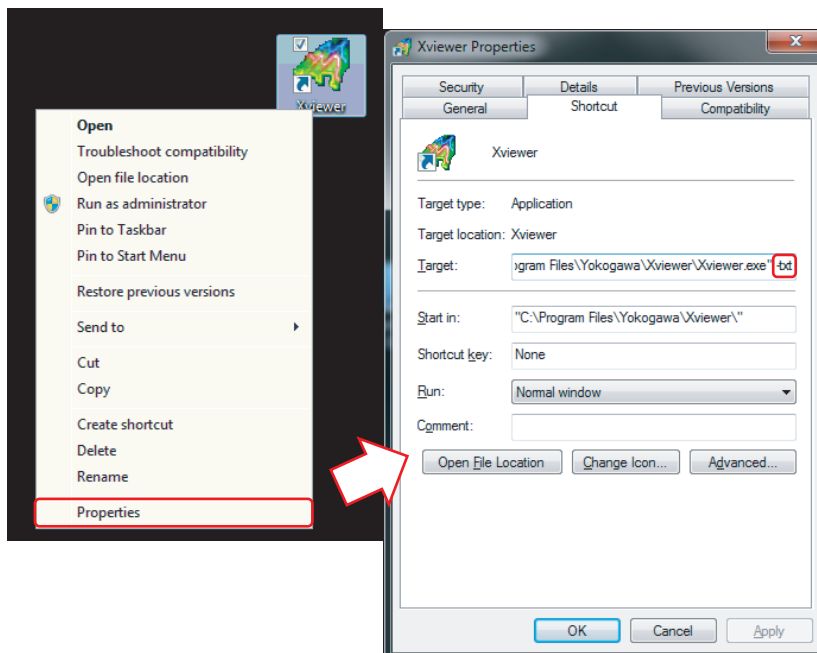 Xviewer
Open
Troubleshoot compatibility
Open file location
Run as administrator
Pin to Taskbar
Pin to Start Menu
Restore previous versions
Send to
Cut
Copy
Create shortcut
Delete
Rename
Properties
Xviewer Properties
Security Details Previous Versions
General Shortcut Compatibility
Xviewer
Target type: Application
Target location: Xviewer
Target: ogram Files\Yokogawa\Xviewer\Xviewer.exe" -txt
Start in: "C:\Program Files\Yokogawa\Xviewer\"
Shortcut key: None
Run: Normal window
Comment:
Open File Location Change Icon... Advanced...
OK Cancel Apply